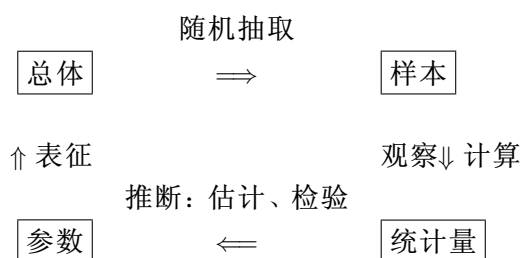 随机抽取
总体 ⟹ 样本
⇑ 表征 观察⇓ 计算
推断：估计、检验
参数 ⟸ 统计量